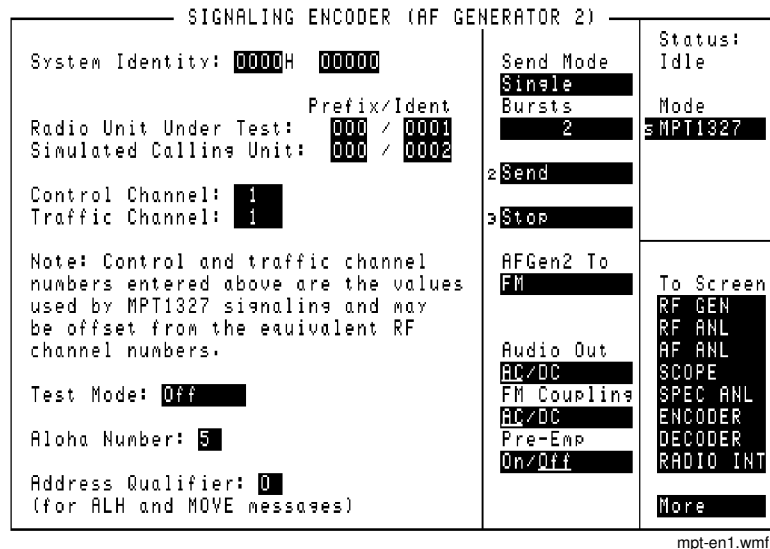 SIGNALING ENCODER (AF GENERATOR 2)
System Identity: 0000H 00000
Prefix/Ident
Radio Unit Under Test: 000 / 0001
Simulated Calling Unit: 000 / 0002
Control Channel: 1
Traffic Channel: 1
Note: Control and traffic channel
numbers entered above are the values
used by MPT1327 signaling and may
be offset from the equivalent RF
channel numbers.
Test Mode: Off
Aloha Number: 5
Address Qualifier: 0
(for ALH and MOVE messages)
Send Mode
Single
Bursts
2
2 Send
3 Stop
AFGen2 To
FM
Audio Out
AC/DC
FM Coupling
AC/DC
Pre-Emp
On/Off
Status:
Idle
Mode
s MPT1327
To Screen
RF GEN
RF ANL
AF ANL
SCOPE
SPEC ANL
ENCODER
DECODER
RADIO INT
More
mpt-en1.wmf